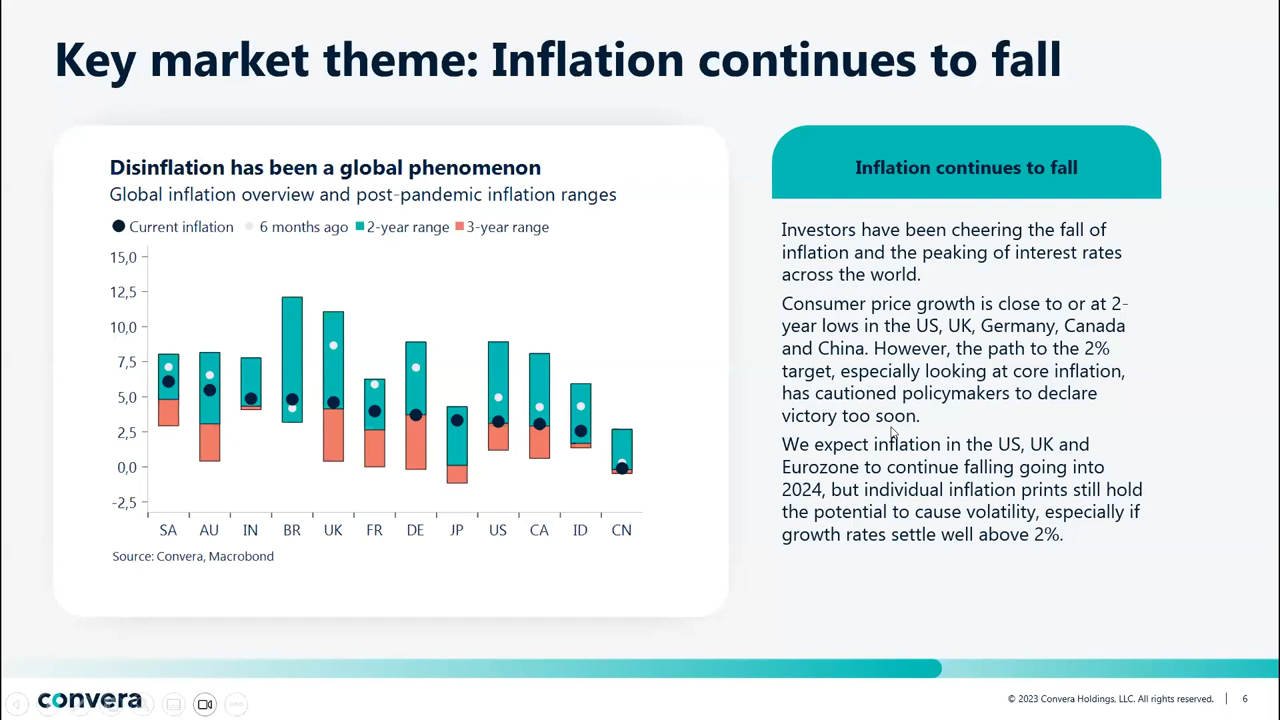 Key market theme: Inflation continues to fall
Disinflation has been a global phenomenon
Global inflation overview and post-pandemic inflation ranges
Current inflation 6 months ago 2-year range 3-year range
15,0
12,5
10,0
7,5
5,0
2,5
0,0
-2,5
SA AU IN BR UK FR DE JP US CA ID CN
Source: Convera, Macrobond
Inflation continues to fall
Investors have been cheering the fall of
inflation and the peaking of interest rates
across the world.
Consumer price growth is close to or at 2-
year lows in the US, UK, Germany, Canada
and China. However, the path to the 2%
target, especially looking at core inflation,
has cautioned policymakers to declare
victory too soon.
We expect inflation in the US, UK and
Eurozone to continue falling going into
2024, but individual inflation prints still hold
the potential to cause volatility, especially if
growth rates settle well above 2%.
convera
© 2023 Convera Holdings, LLC. All rights reserved. | 6